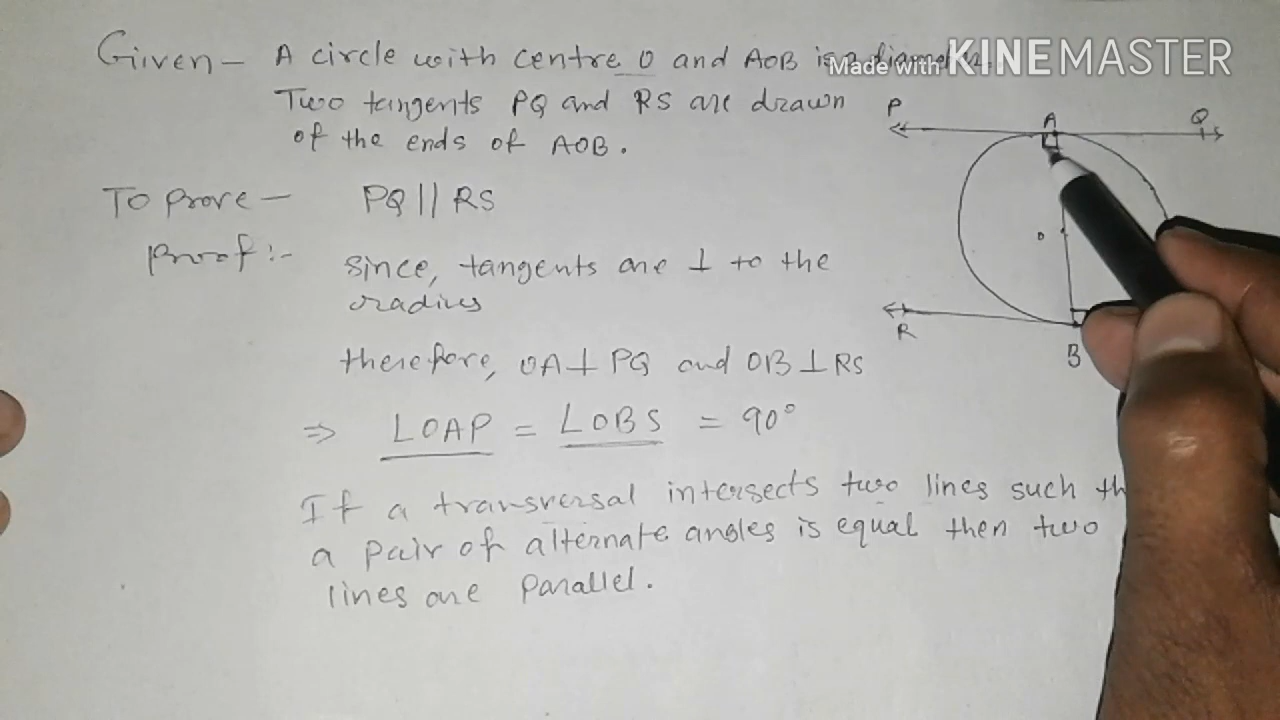 Given - A circle with centre O and AOB is a diameter.
Made with KINEMASTER
Two tangents PQ and RS are drawn
of the ends of AOB.
P A Q
To prove - PQ || RS
Proof :- since, tangents are ⊥ to the
radius
O
R
B
therefore, OA ⊥ PQ and OB ⊥ RS
⇒ ∠OAP = ∠OBS = 90°
If a transversal intersects two lines such
a pair of alternate angles is equal then two
lines are parallel.